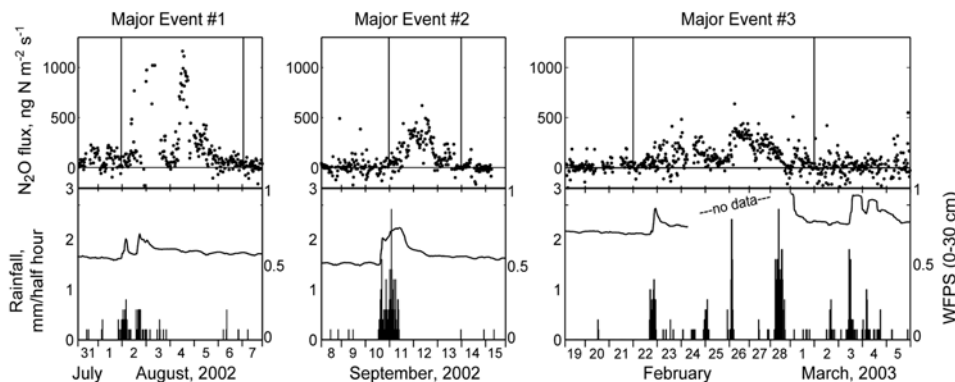 Major Event #1 Major Event #2 Major Event #3
N₂O flux, ng N m⁻² s⁻¹
1000 1000 1000
500 500 500
0 0 0
3 1 3 1 3 1
---no data---
Rainfall,
mm/half hour
WFPS (0-30 cm)
2 2 2
0.5 0.5 0.5
1 1 1
0 0 0 0 0 0
31 1 2 3 4 5 6 7 8 9 10 11 12 13 14 15 19 20 21 22 23 24 25 26 27 28 1 2 3 4 5
July August, 2002 September, 2002 February March, 2003